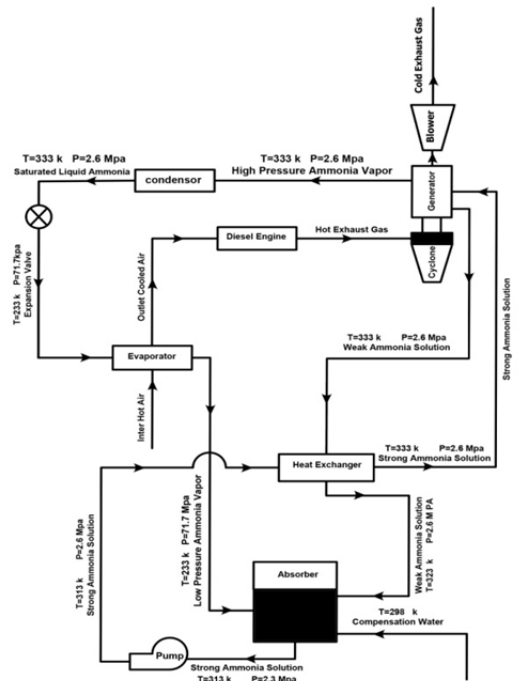 Cold Exhaust Gas
Blower
T=333 k P=2.6 Mpa
Saturated Liquid Ammonia
condensor
T=333 k P=2.6 Mpa
High Pressure Ammonia Vapor
Generator
Diesel Engine
Hot Exhaust Gas
Cyclone
T=233 k P=71.7kpa
Expansion Valve
Outlet Cooled Air
Evaporator
Inter Hot Air
T=333 k P=2.6 Mpa
Weak Ammonia Solution
Strong Ammonia Solution
Heat Exchanger
T=333 k P=2.6 Mpa
Strong Ammonia Solution
T=313 k P=2.6 Mpa
Strong Ammonia Solution
T=233 k P=71.7 Mpa
Low Pressure Ammonia Vapor
Weak Ammonia Solution
T=323 k P=2.6 M PA
Absorber
T=298 k
Compensation Water
Pump
Strong Ammonia Solution
T=313 k P=2.3 Mpa